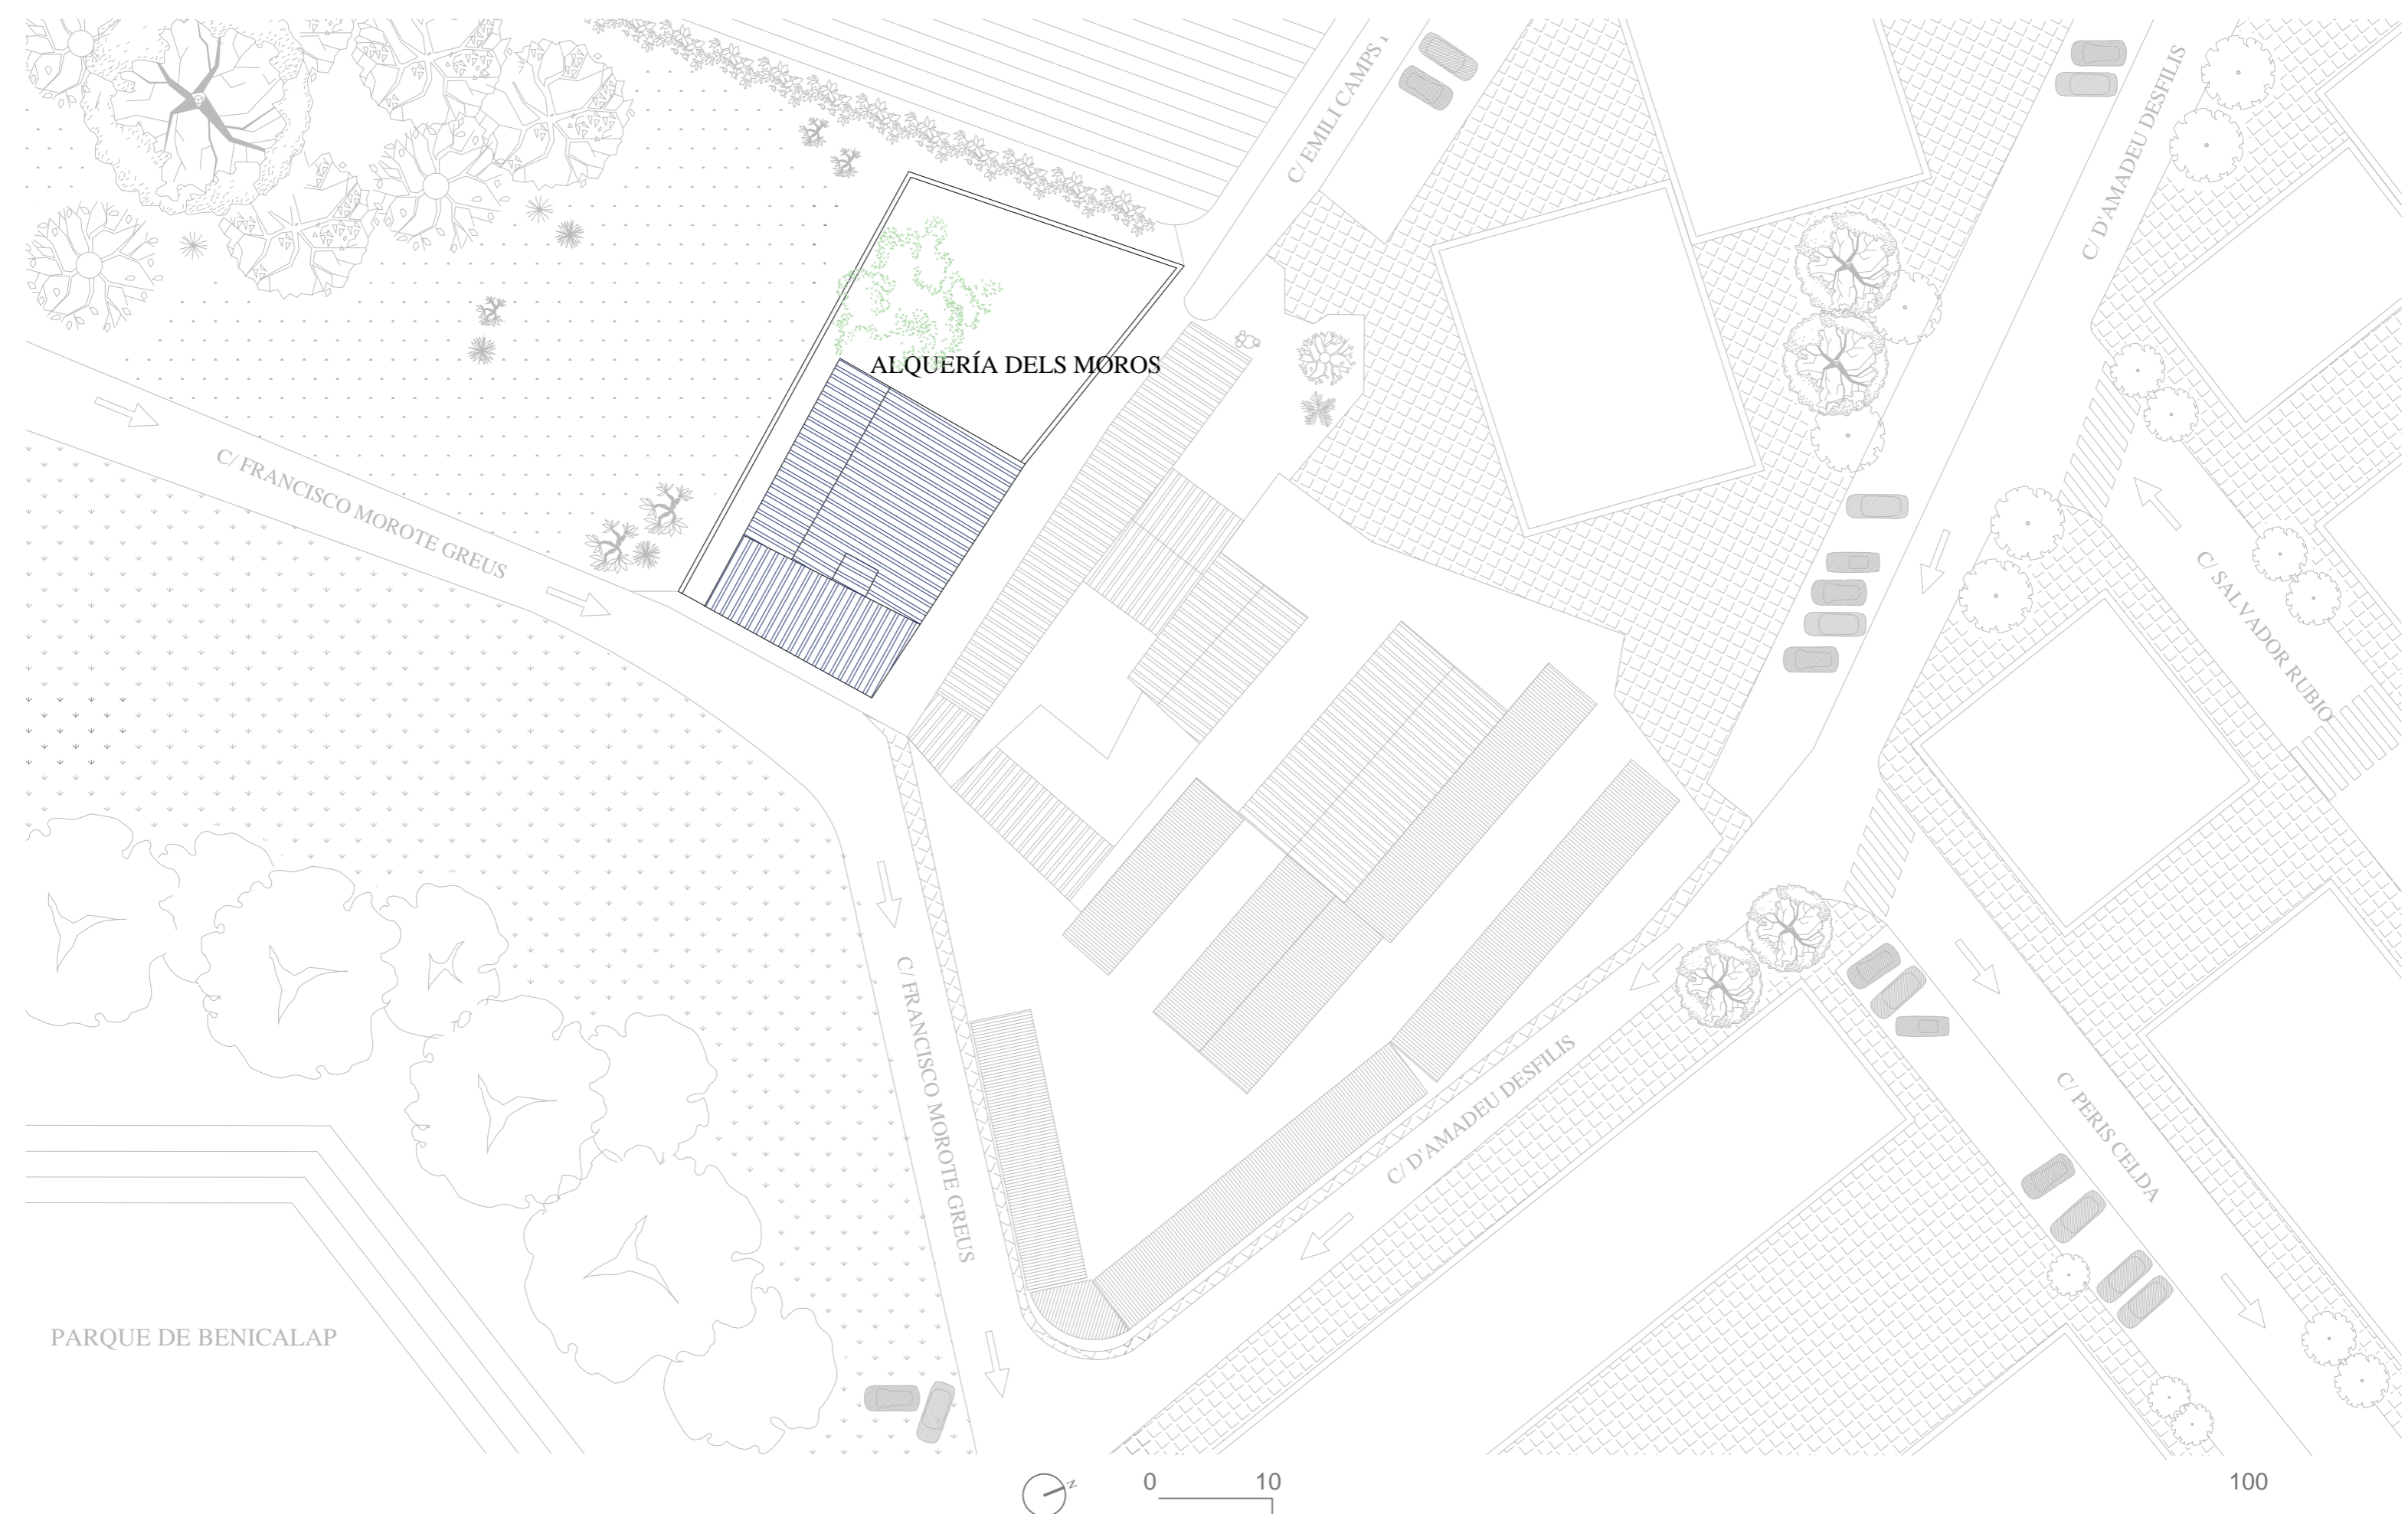 C/ EMILI CAMPS
C/ D'AMADEU DESFILIS
ALQUERÍA DELS MOROS
C/ FRANCISCO MOROTE GREUS
C/ SALVADOR RUBIO
C/ FRANCISCO MOROTE GREUS
C/ D'AMADEU DESFILIS
C/ PERIS CELDA
PARQUE DE BENICALAP
N
0 10 100